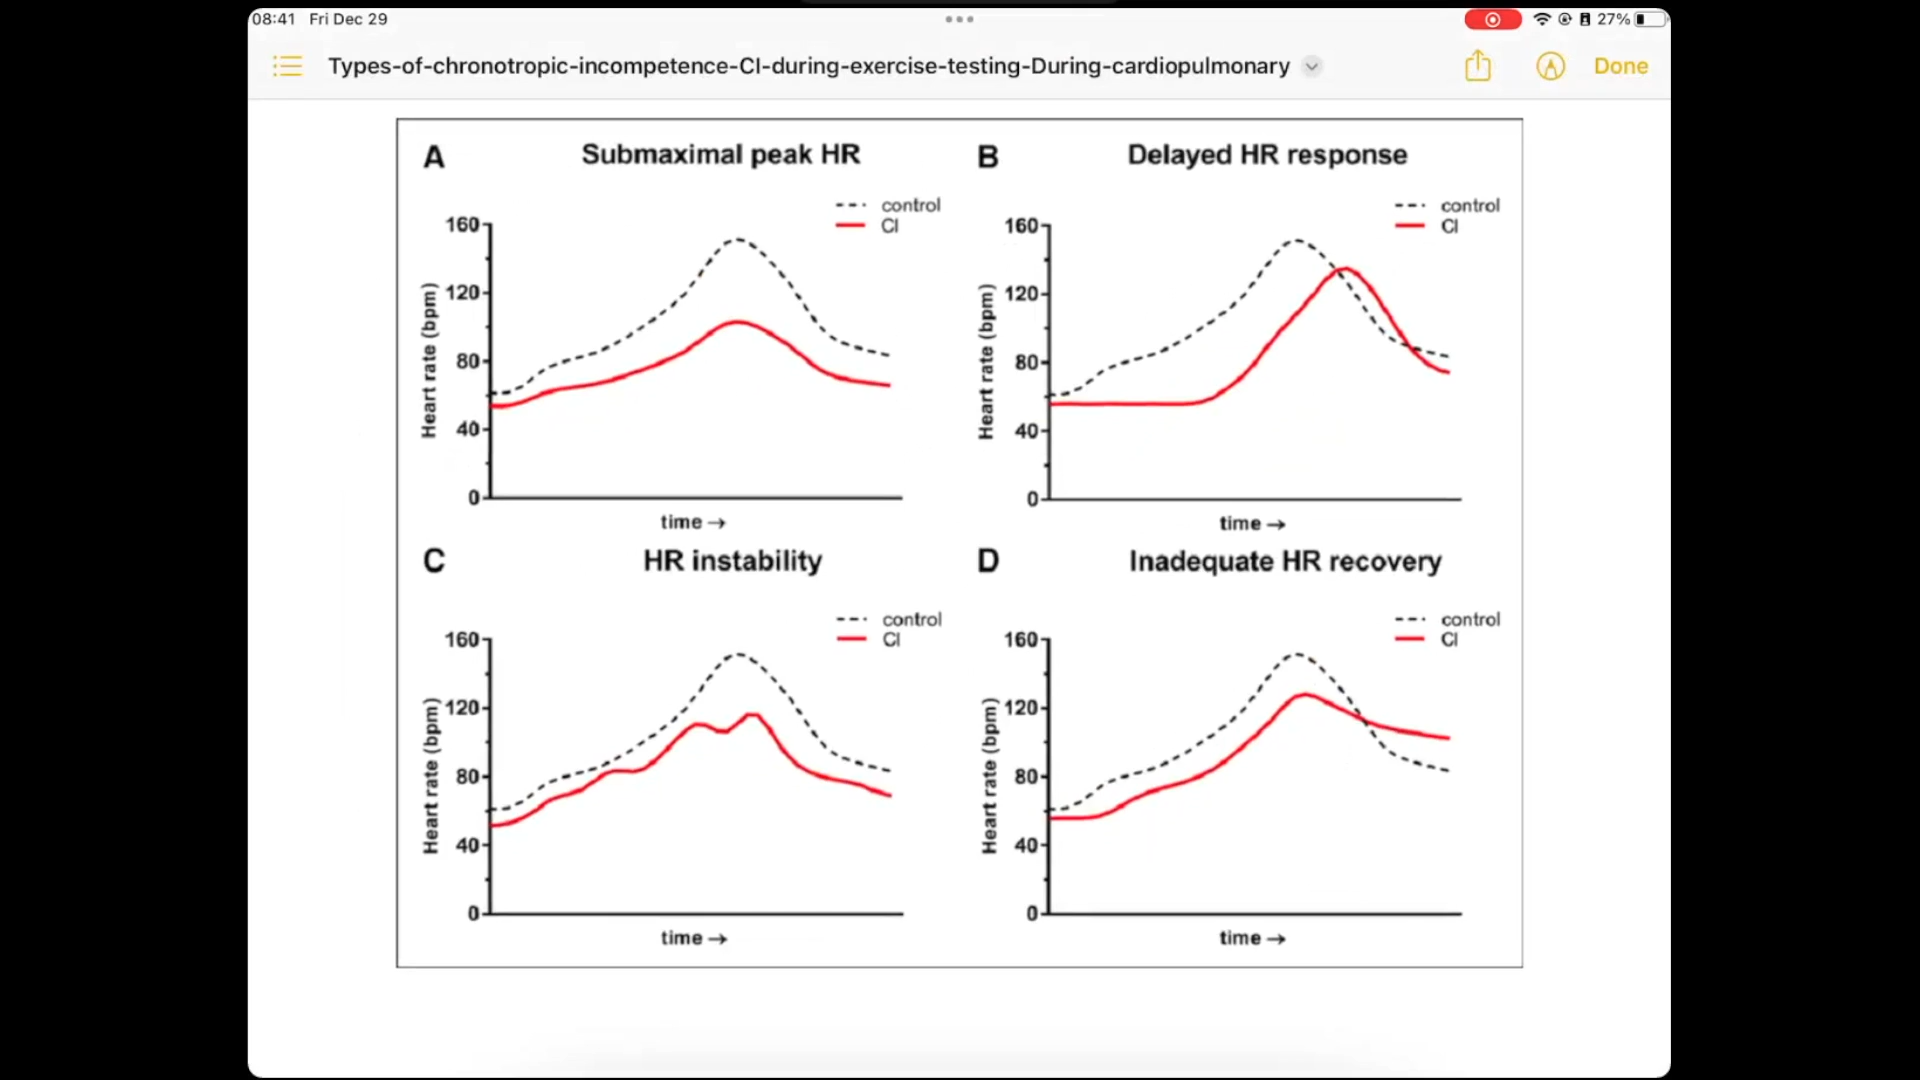 08:41 Fri Dec 29
27%
Types-of-chronotropic-incompetence-CI-during-exercise-testing-During-cardiopulmonary
Done
A Submaximal peak HR
control
CI
160
120
80
40
0
Heart rate (bpm)
time →
B Delayed HR response
control
CI
160
120
80
40
0
Heart rate (bpm)
time →
C HR instability
control
CI
160
120
80
40
0
Heart rate (bpm)
time →
D Inadequate HR recovery
control
CI
160
120
80
40
0
Heart rate (bpm)
time →